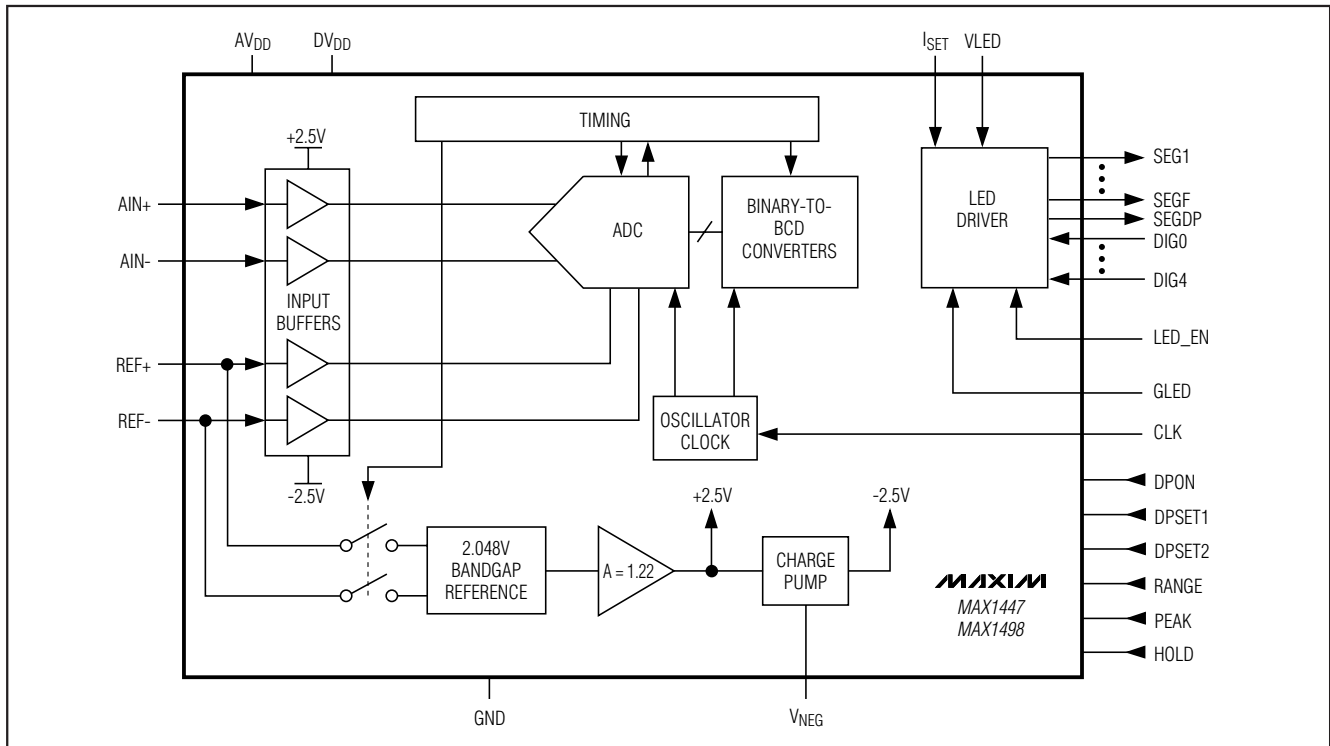 AVDD
DVDD
ISET
VLED
TIMING
+2.5V
AIN+
AIN-
INPUT
BUFFERS
REF+
REF-
-2.5V
ADC
BINARY-TO-
BCD
CONVERTERS
LED
DRIVER
SEG1
SEGF
SEGDP
DIG0
DIG4
LED_EN
GLED
CLK
OSCILLATOR
CLOCK
DPON
DPSET1
DPSET2
RANGE
PEAK
HOLD
2.048V
BANDGAP
REFERENCE
A = 1.22
+2.5V
CHARGE
PUMP
-2.5V
MAXIM
MAX1447
MAX1498
GND
VNEG